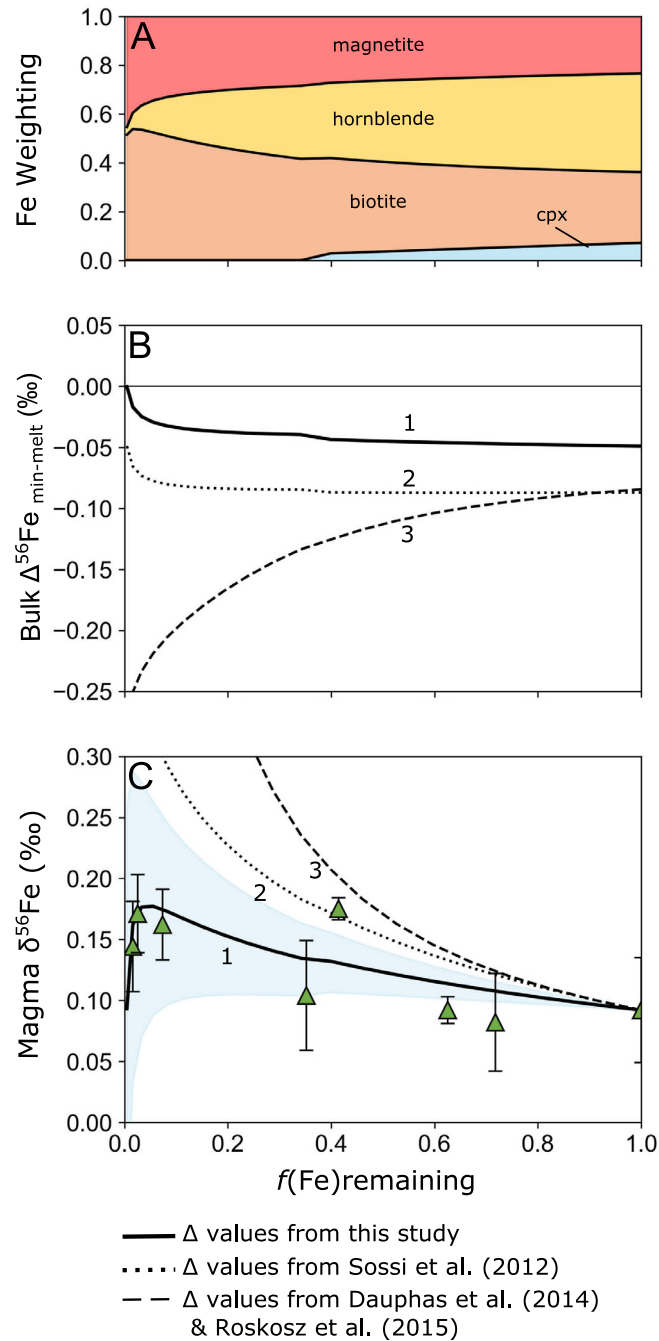 A
Fe Weighting
1.0
0.8
0.6
0.4
0.2
0.0
magnetite
hornblende
biotite
cpx
B
Bulk Δ⁵⁶Fe min-melt (‰)
0.05
0.00
−0.05
−0.10
−0.15
−0.20
−0.25
1
2
3
C
Magma δ⁵⁶Fe (‰)
0.30
0.25
0.20
0.15
0.10
0.05
0.00
3
2
1
0.0 0.2 0.4 0.6 0.8 1.0
f(Fe)remaining
Δ values from this study
Δ values from Sossi et al. (2012)
Δ values from Dauphas et al. (2014)
& Roskosz et al. (2015)